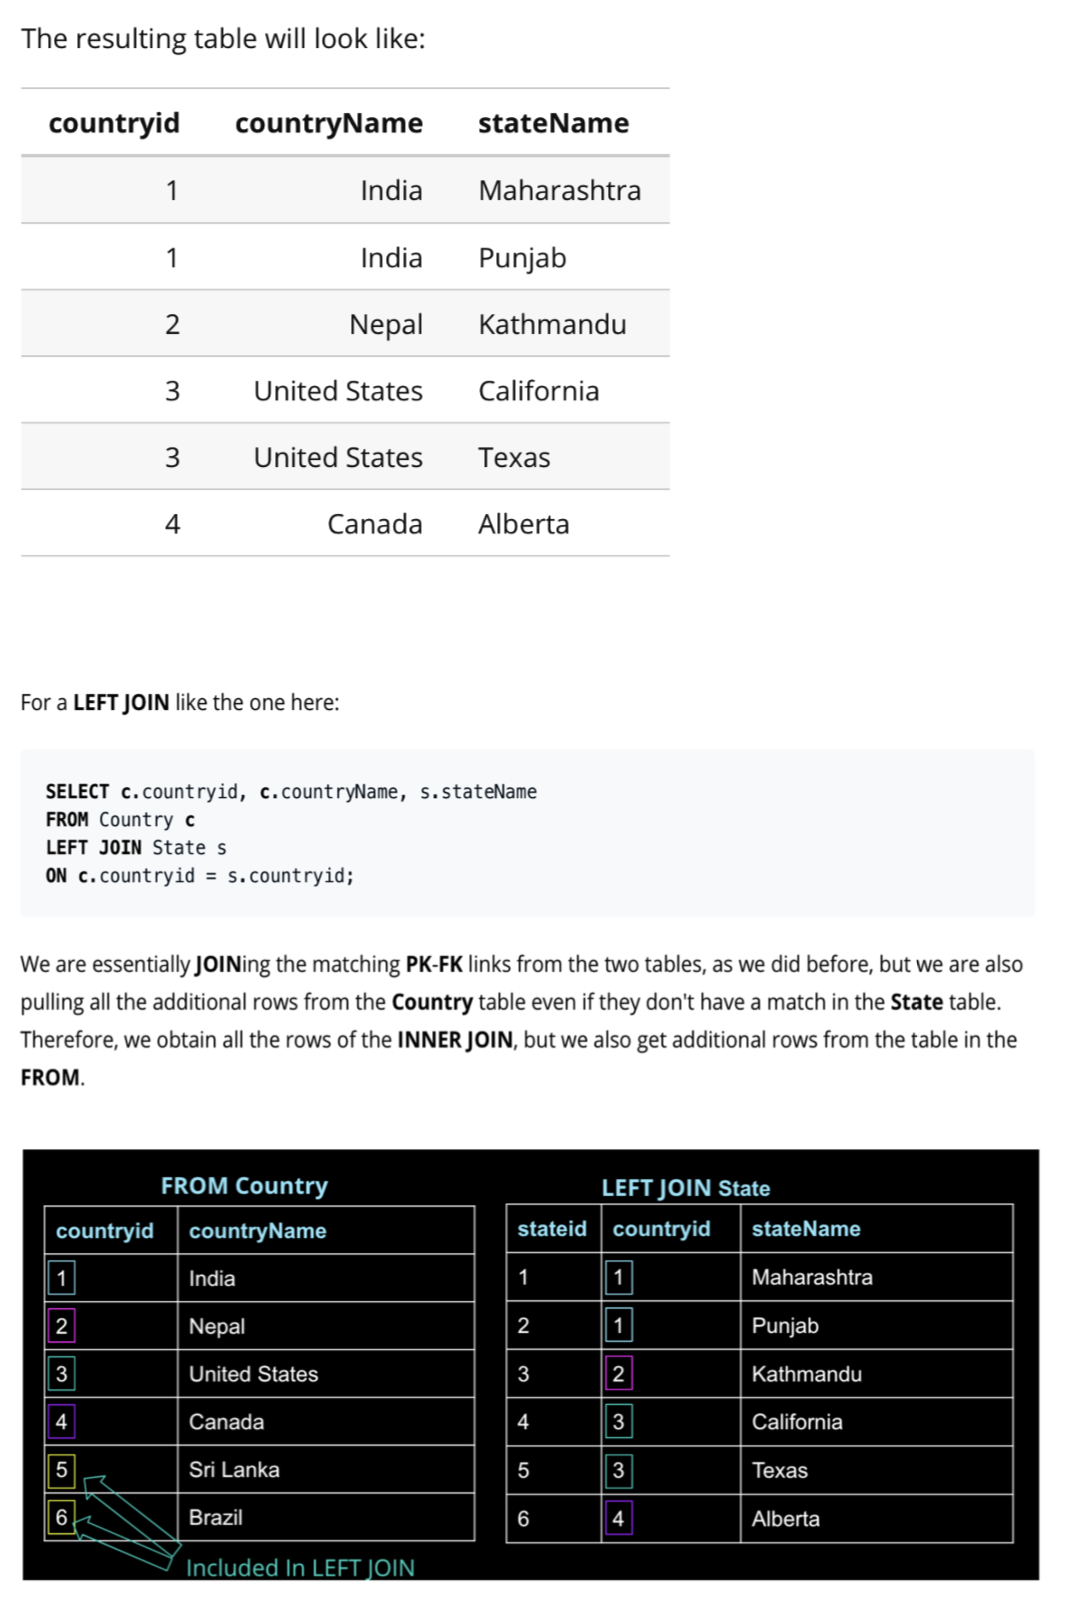 The resulting table will look like:
countryid countryName stateName
1 India Maharashtra
1 India Punjab
2 Nepal Kathmandu
3 United States California
3 United States Texas
4 Canada Alberta
For a LEFT JOIN like the one here:
SELECT c.countryid, c.countryName, s.stateName
FROM Country c
LEFT JOIN State s
ON c.countryid = s.countryid;
We are essentially JOINing the matching PK-FK links from the two tables, as we did before, but we are also
pulling all the additional rows from the Country table even if they don't have a match in the State table.
Therefore, we obtain all the rows of the INNER JOIN, but we also get additional rows from the table in the
FROM.
FROM Country
countryid countryName
1 India
2 Nepal
3 United States
4 Canada
5 Sri Lanka
6 Brazil
Included In LEFT JOIN
LEFT JOIN State
stateid countryid stateName
1 1 Maharashtra
2 1 Punjab
3 2 Kathmandu
4 3 California
5 3 Texas
6 4 Alberta